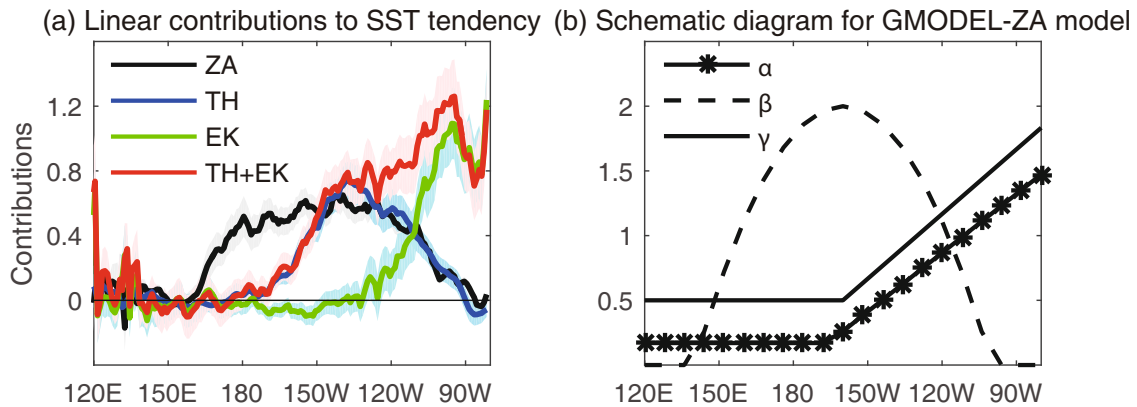 (a) Linear contributions to SST tendency
(b) Schematic diagram for GMODEL-ZA model
ZA
TH
EK
TH+EK
1.2
0.8
0.4
0
Contributions
120E 150E 180 150W 120W 90W
α
β
γ
2
1.5
1
0.5
120E 150E 180 150W 120W 90W